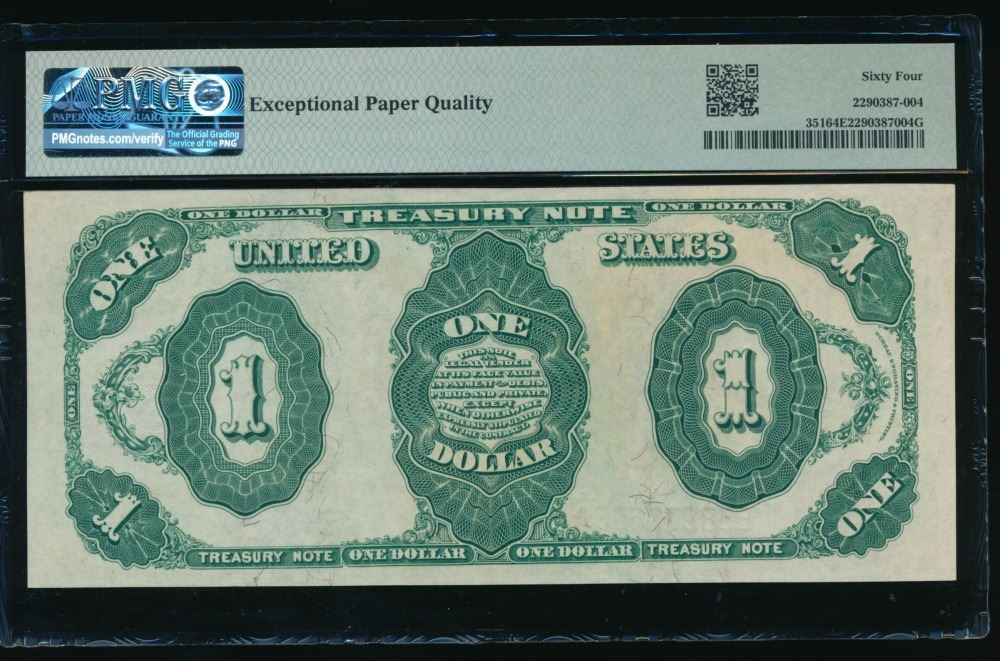 PMG
PAPER MONEY GUARANTY
PMGnotes.com/verify
The Official Grading
Service of the PNG
Exceptional Paper Quality
Sixty Four
2290387-004
35164E2290387004G
ONE DOLLAR TREASURY NOTE ONE DOLLAR
ONE
UNITED STATES
1
ONE
1
1
THIS NOTE
IS A
LEGAL TENDER
AT ITS FACE VALUE
IN PAYMENT OF DEBTS
PUBLIC AND PRIVATE
EXCEPT
WHEN OTHERWISE
EXPRESSLY STIPULATED
IN THE CONTRACT.
DOLLAR
ONE
ONE
BUREAU ENGRAVING & PRINTING.
1
ONE
TREASURY NOTE ONE DOLLAR ONE DOLLAR TREASURY NOTE